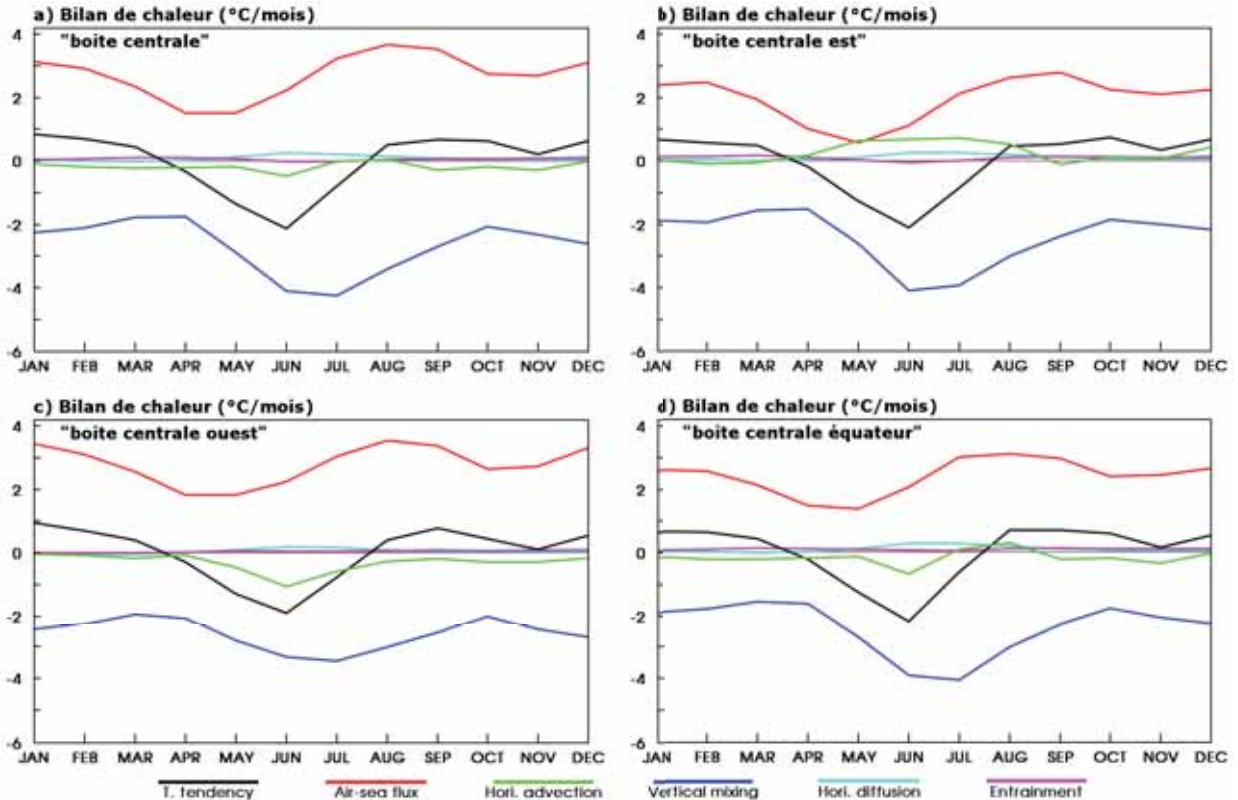 a) Bilan de chaleur (°C/mois)
"boite centrale"
4
2
0
-2
-4
-6
JAN FEB MAR APR MAY JUN JUL AUG SEP OCT NOV DEC
b) Bilan de chaleur (°C/mois)
"boite centrale est"
4
2
0
-2
-4
-6
JAN FEB MAR APR MAY JUN JUL AUG SEP OCT NOV DEC
c) Bilan de chaleur (°C/mois)
"boite centrale ouest"
4
2
0
-2
-4
-6
JAN FEB MAR APR MAY JUN JUL AUG SEP OCT NOV DEC
d) Bilan de chaleur (°C/mois)
"boite centrale équateur"
4
2
0
-2
-4
-6
JAN FEB MAR APR MAY JUN JUL AUG SEP OCT NOV DEC
T. tendency Air-sea flux Hori. advection Vertical mixing Hori. diffusion Entrainment